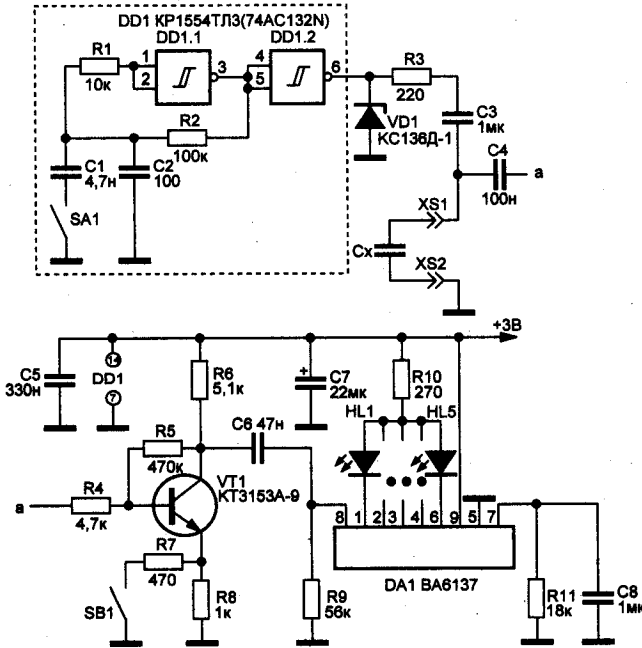 DD1 КР1554ТЛ3(74AC132N)
DD1.1
DD1.2
R1
10к
1
2
3
4
5
6
R2
100к
C1
4,7н
C2
100
SA1
VD1
КС136Д-1
R3
220
C3
1мк
C4
100н
a
XS1
Cx
XS2
+3В
C5
330н
14
DD1
7
R6
5,1к
C7
22мк
+
R10
270
HL1
HL5
C6 47н
R5
470к
VT1
КТ3153А-9
a
R4
4,7к
R7
470
SB1
R8
1к
R9
56к
8 1 2 3 4 6 9 5 7
DA1 BA6137
R11
18к
C8
1мк